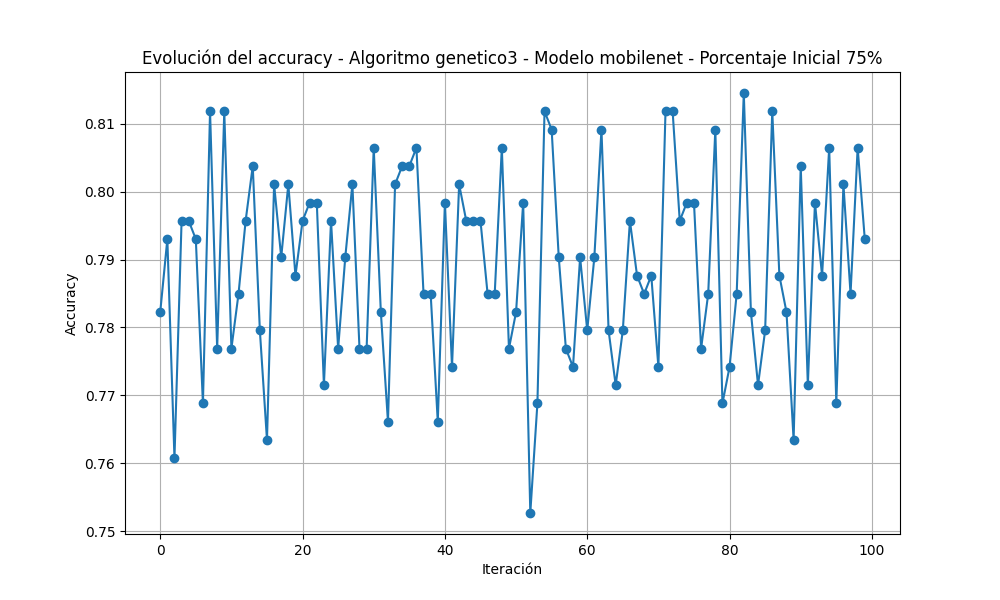 Evolución del accuracy - Algoritmo genetico3 - Modelo mobilenet - Porcentaje Inicial 75%
0.81
0.80
0.79
0.78
0.77
0.76
0.75
Accuracy
0 20 40 60 80 100
Iteración